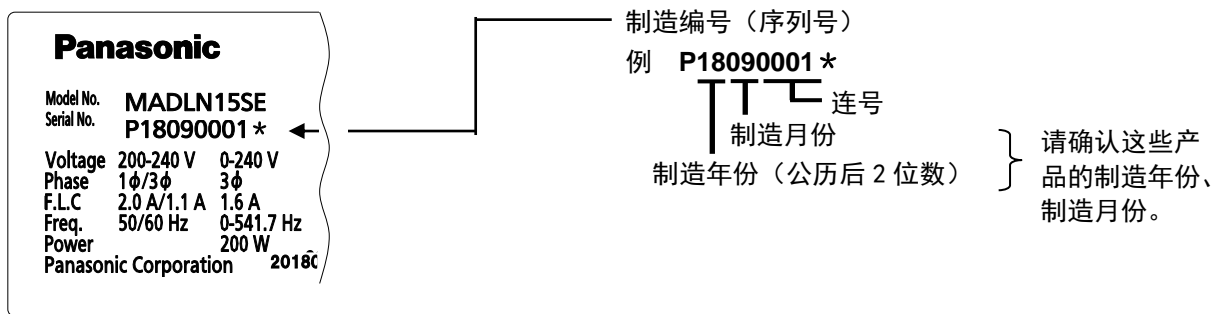 Panasonic
Model No. MADLN15SE
Serial No. P18090001*
Voltage 200-240 V 0-240 V
Phase 1ϕ/3ϕ 3ϕ
F.L.C 2.0 A/1.1 A 1.6 A
Freq. 50/60 Hz 0-541.7 Hz
Power 200 W
Panasonic Corporation 20180
制造编号（序列号）
例 P18090001*
连号
制造月份
制造年份（公历后 2 位数）
请确认这些产
品的制造年份、
制造月份。